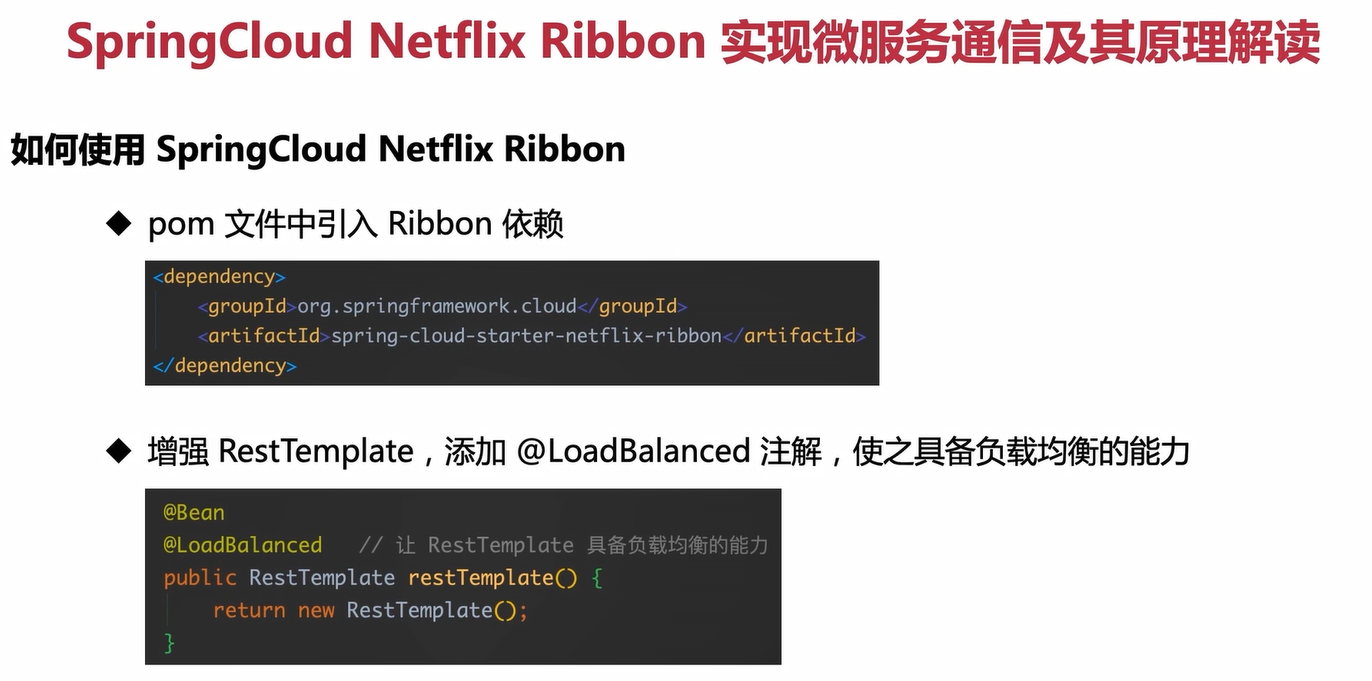 SpringCloud Netflix Ribbon 实现微服务通信及其原理解读
如何使用 SpringCloud Netflix Ribbon
◆ pom 文件中引入 Ribbon 依赖
<dependency>
    <groupId>org.springframework.cloud</groupId>
    <artifactId>spring-cloud-starter-netflix-ribbon</artifactId>
</dependency>
◆ 增强 RestTemplate，添加 @LoadBalanced 注解，使之具备负载均衡的能力
@Bean
@LoadBalanced   // 让 RestTemplate 具备负载均衡的能力
public RestTemplate restTemplate() {
    return new RestTemplate();
}